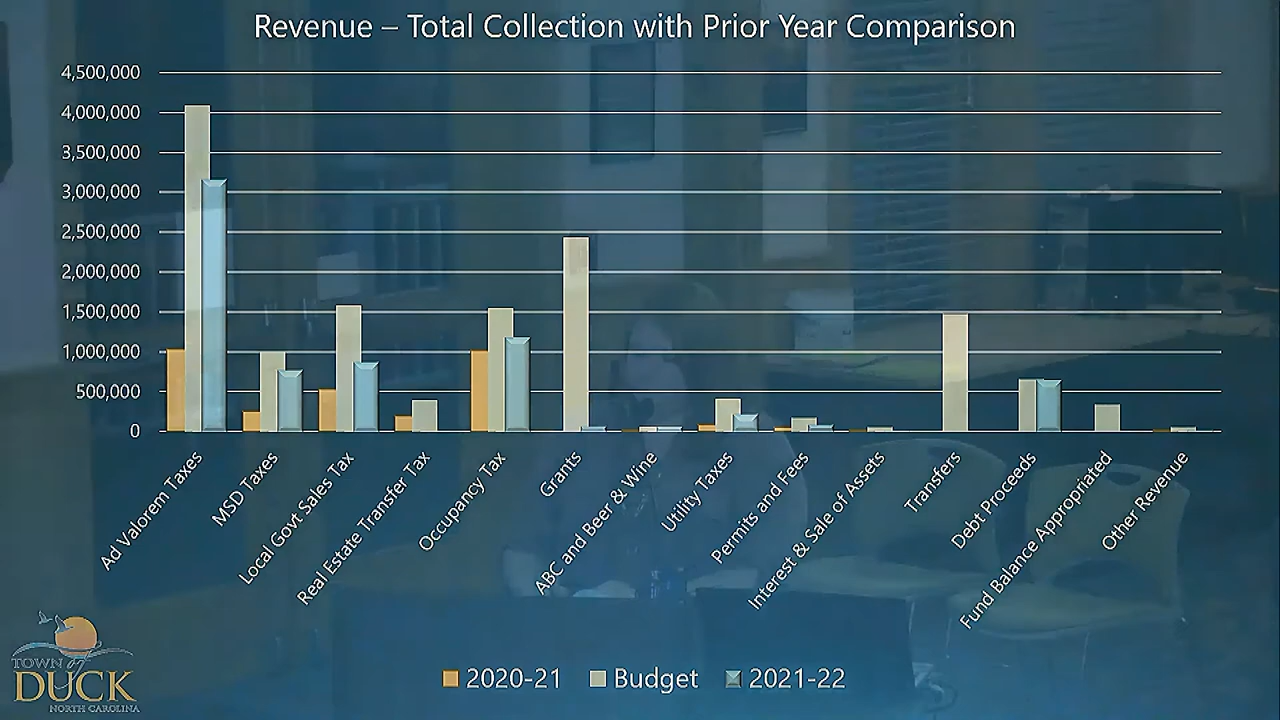 Revenue – Total Collection with Prior Year Comparison
4,500,000
4,000,000
3,500,000
3,000,000
2,500,000
2,000,000
1,500,000
1,000,000
500,000
0
Ad Valorem Taxes
MSD Taxes
Local Govt Sales Tax
Real Estate Transfer Tax
Occupancy Tax
Grants
ABC and Beer & Wine
Utility Taxes
Permits and Fees
Interest & Sale of Assets
Transfers
Debt Proceeds
Fund Balance Appropriated
Other Revenue
2020-21
Budget
2021-22
TOWN of
DUCK
NORTH CAROLINA